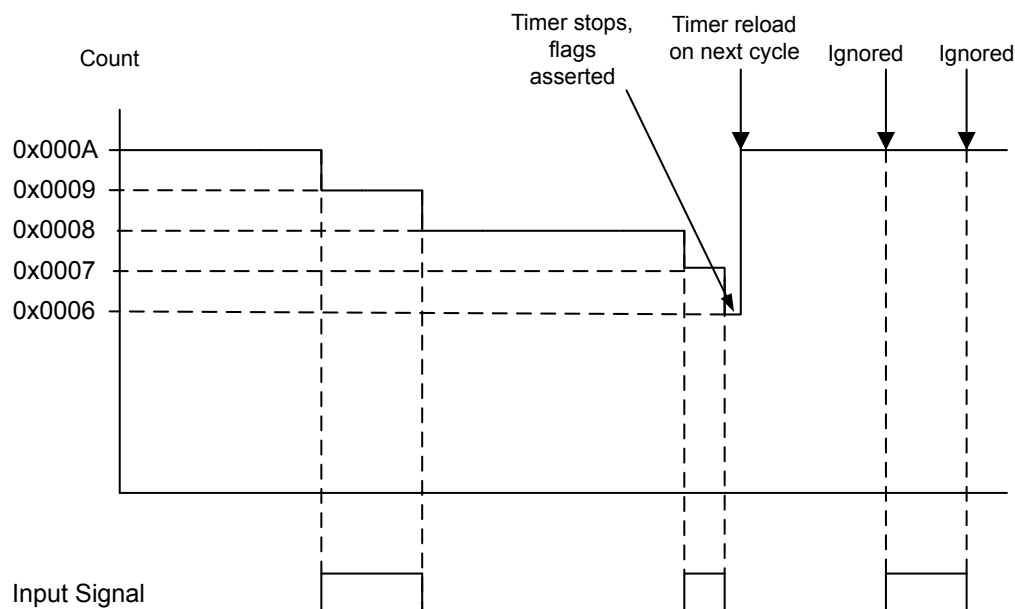 Count
Timer stops,
flags
asserted
Timer reload
on next cycle
Ignored
Ignored
0x000A
0x0009
0x0008
0x0007
0x0006
Input Signal